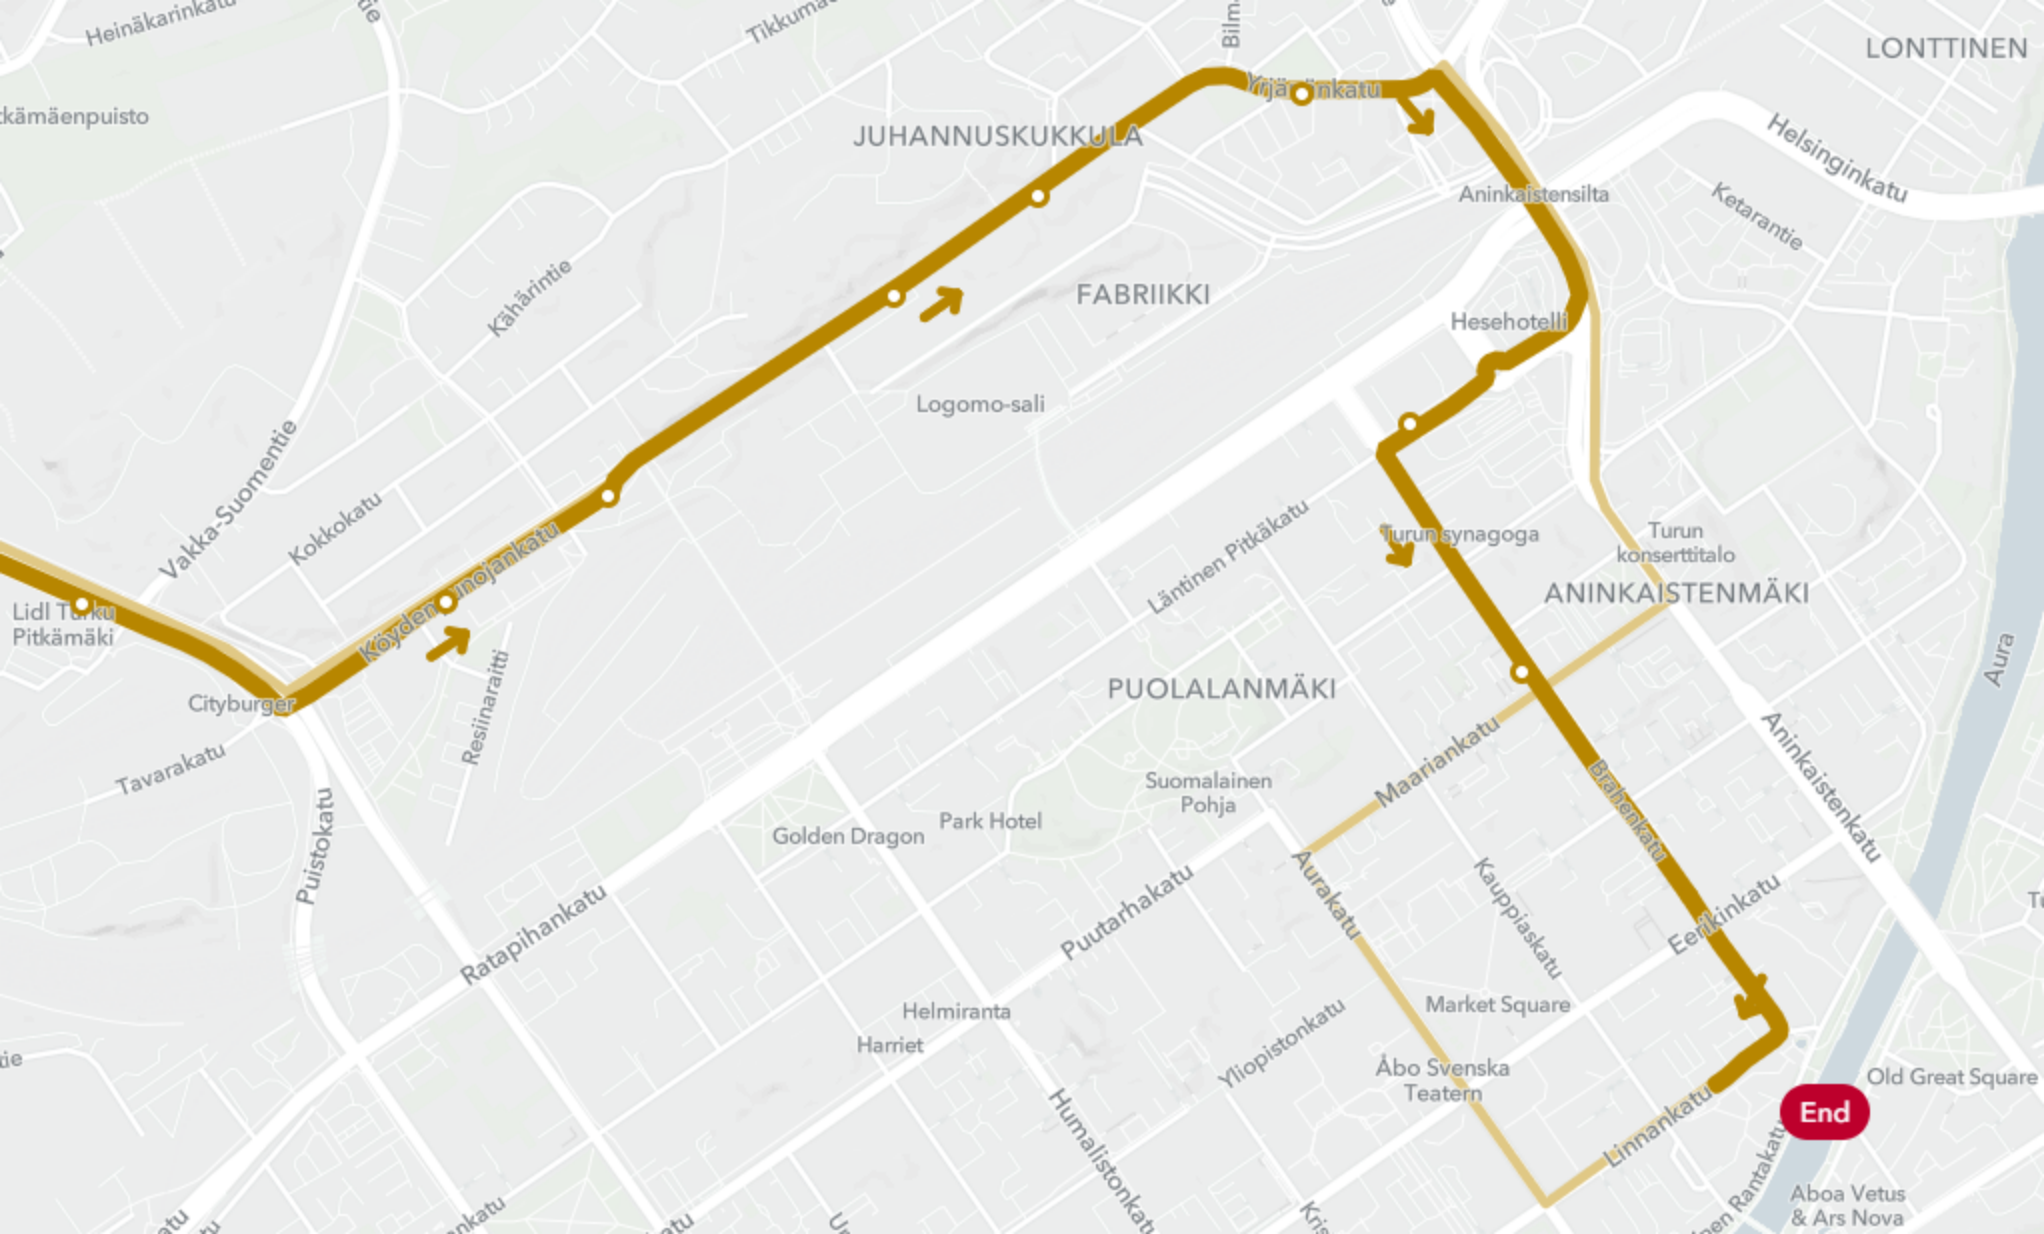 Heinäkarinkatu
LONTTINEN
Helsinginkatu
Yrjänänkatu
JUHANNUSKUKKULA
Aninkaistensilta
Ketarantie
Kähärintie
FABRIIKKI
Hesehotelli
Logomo-sali
Vakka-Suomentie
Kokkokatu
Läntinen Pitkäkatu
Turun synagoga
Turun
konserttitalo
ANINKAISTENMÄKI
Lidl Turku
Pitkämäki
Köydenpunojankatu
Aura
Cityburger
Resiinaraitti
PUOLALANMÄKI
Tavarakatu
Maariankatu
Brahenkatu
Aninkaistenkatu
Suomalainen
Pohja
Puistokatu
Golden Dragon
Park Hotel
Aurakatu
Kauppiaskatu
Eerikinkatu
Ratapihankatu
Puutarhakatu
Helmiranta
Harriet
Market Square
Yliopistonkatu
Åbo Svenska
Teatern
Old Great Square
End
Linnankatu
Humalistonkatu
Aboa Vetus
& Ars Nova